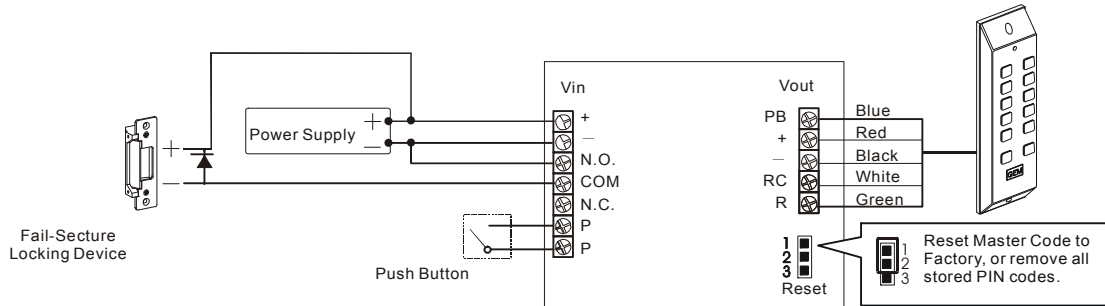 Vin
+
—
N.O.
COM
N.C.
P
P
Vout
PB
+
—
RC
R
Blue
Red
Black
White
Green
Power Supply
+
—
+
—
Fail-Secture
Locking Device
Push Button
1
2
3
Reset
1
2
3
Reset Master Code to
Factory, or remove all
stored PIN codes.
GEM